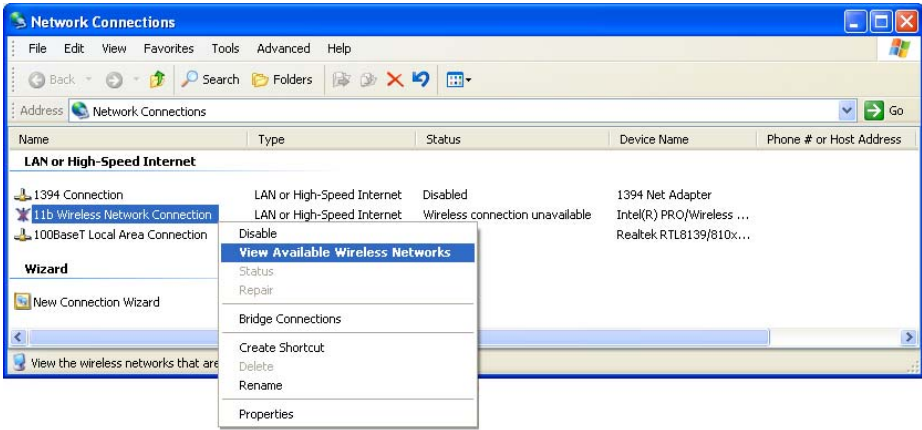 Network Connections
File Edit View Favorites Tools Advanced Help
Back Search Folders
Address Network Connections Go
Name Type Status Device Name Phone # or Host Address
LAN or High-Speed Internet
1394 Connection LAN or High-Speed Internet Disabled 1394 Net Adapter
11b Wireless Network Connection LAN or High-Speed Internet Wireless connection unavailable Intel(R) PRO/Wireless ...
100BaseT Local Area Connection Realtek RTL8139/810x...
Disable
View Available Wireless Networks
Status
Repair
Bridge Connections
Create Shortcut
Delete
Rename
Properties
Wizard
New Connection Wizard
View the wireless networks that are